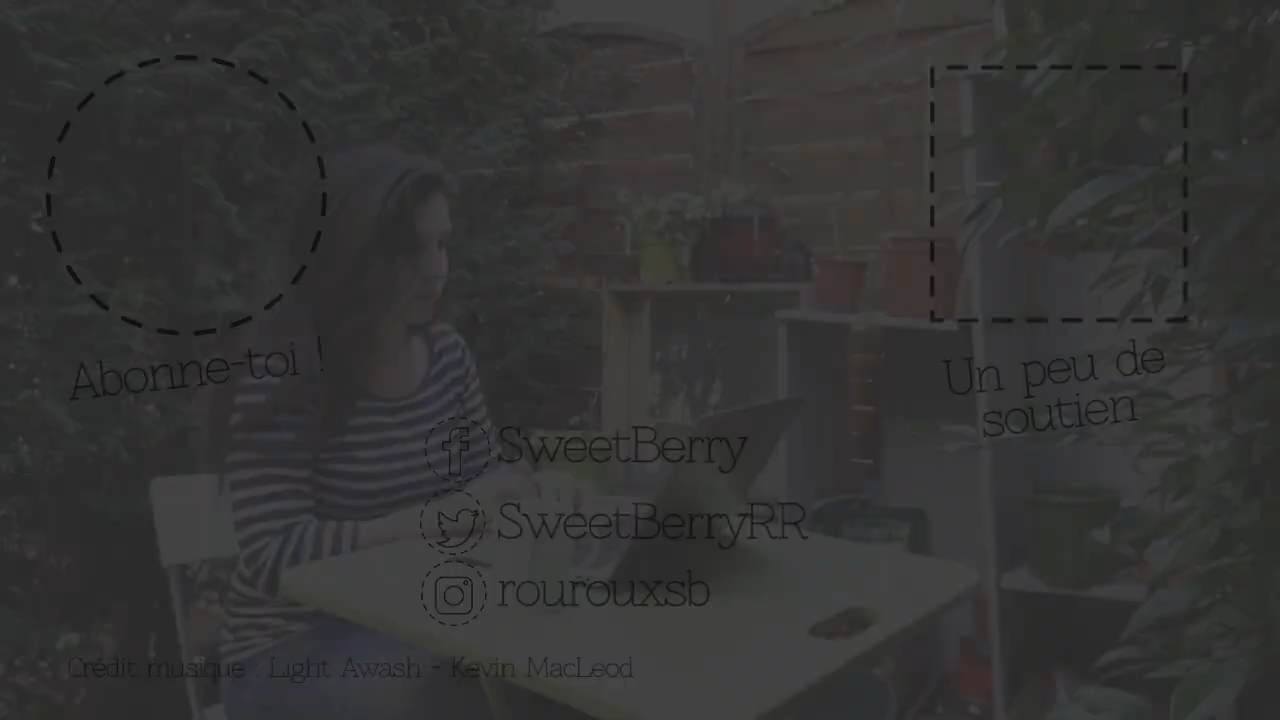 Abonne-toi !
Un peu de
soutien
SweetBerry
SweetBerryRR
rourouxsb
Crédit musique : Light Awash - Kevin MacLeod